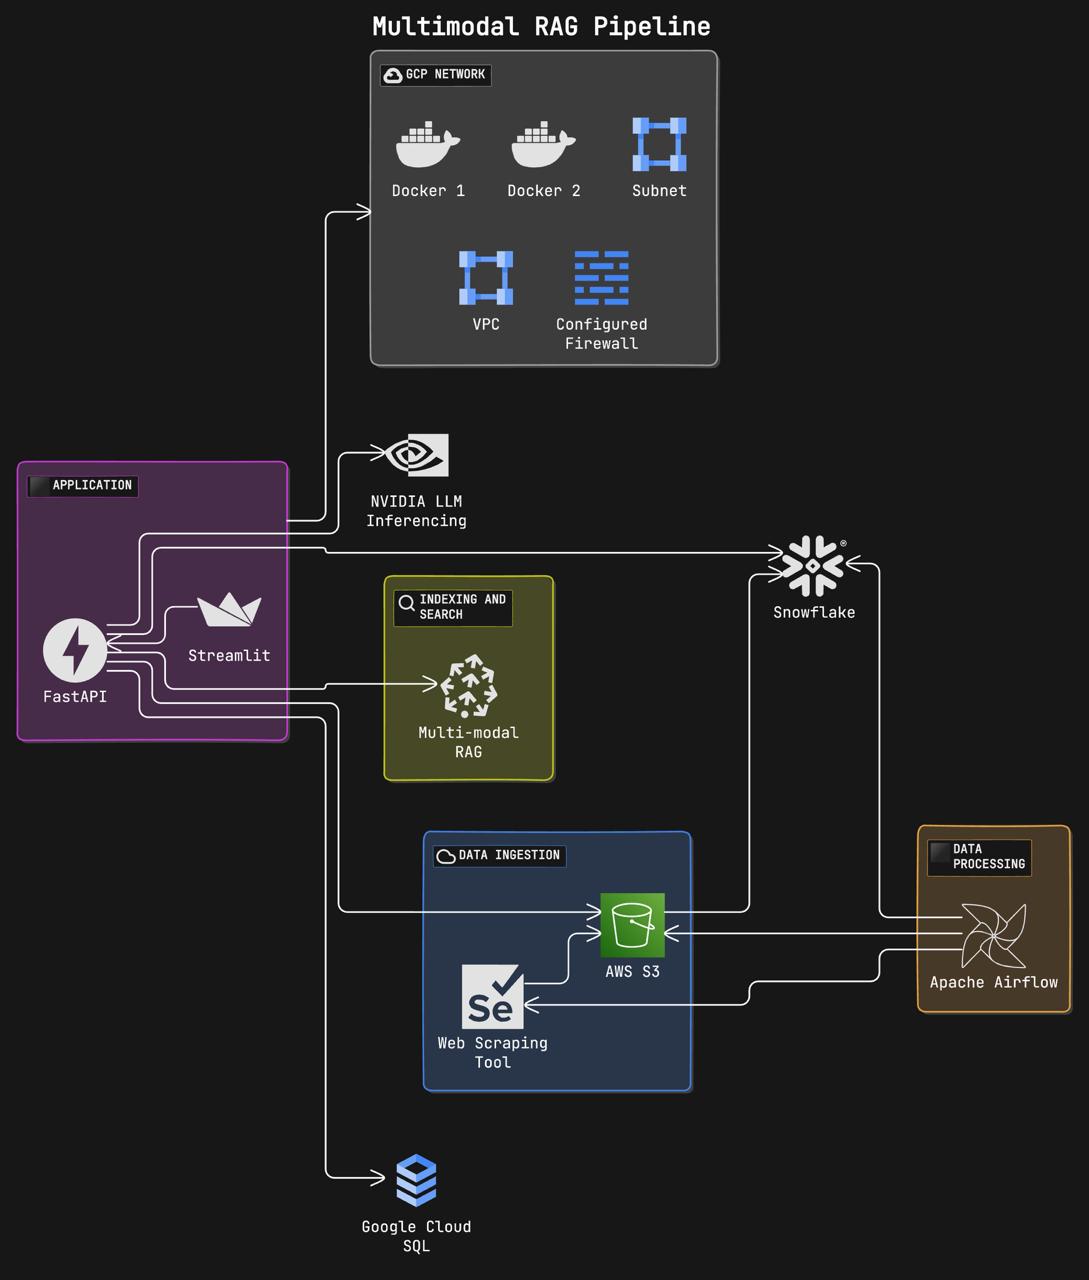 Multimodal RAG Pipeline
GCP NETWORK
Docker 1
Docker 2
Subnet
VPC
Configured
Firewall
APPLICATION
NVIDIA LLM
Inferencing
®
Snowflake
INDEXING AND
SEARCH
Streamlit
FastAPI
Multi-modal
RAG
DATA INGESTION
DATA
PROCESSING
AWS S3
Apache Airflow
Se
Web Scraping
Tool
Google Cloud
SQL